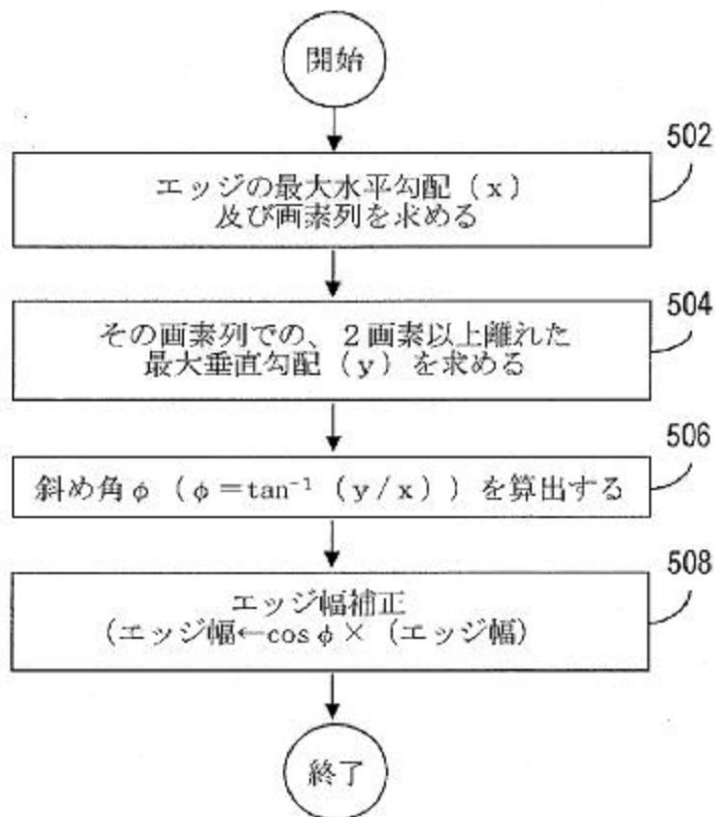 開始
502
エッジの最大水平勾配(x)
及び画素列を求める
504
その画素列での、2画素以上離れた
最大垂直勾配(y)を求める
506
斜め角φ(φ=tan⁻¹(y/x))を算出する
508
エッジ幅補正
(エッジ幅←cosφ×(エッジ幅)
終了